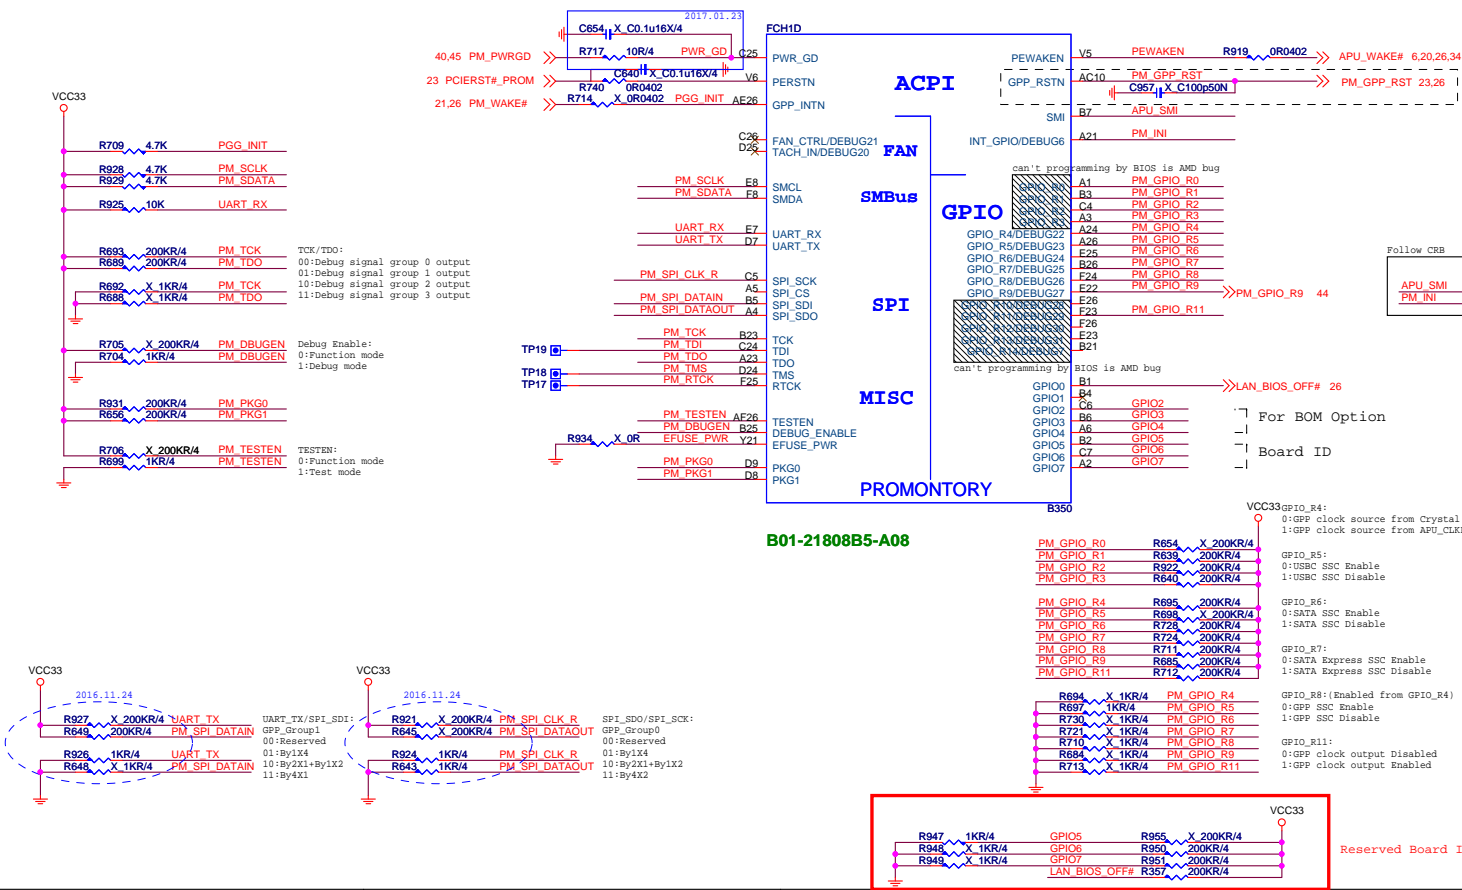 2017.01.23
C654 X_C0.1u16X/4
FCH1D
40,45 PM_PWRGD R717 10R/4 PWR_GD C25 PWR_GD
C640 X_C0.1u16X/4
23 PCIERST#_PROM V6 PERSTN
R740 0R0402
21,26 PM_WAKE# R714 X_0R0402 PGG_INIT AE26 GPP_INTN
C26 FAN_CTRL/DEBUG21
D25 TACH_IN/DEBUG20
PM_SCLK E8 SMCL
PM_SDATA F8 SMDA
UART_RX E7 UART_RX
UART_TX D7 UART_TX
PM_SPI_CLK_R C5 SPI_SCK
A5 SPI_CS
PM_SPI_DATAIN B5 SPI_SDI
PM_SPI_DATAOUT A4 SPI_SDO
PM_TCK B23 TCK
TP19 PM_TDI C24 TDI
PM_TDO A23 TDO
TP18 PM_TMS D24 TMS
TP17 PM_RTCK F25 RTCK
PM_TESTEN AF26 TESTEN
PM_DBUGEN B25 DEBUG_ENABLE
R934 X_0R EFUSE_PWR Y21 EFUSE_PWR
PM_PKG0 D9 PKG0
PM_PKG1 D8 PKG1
ACPI
FAN
SMBus
GPIO
SPI
MISC
PROMONTORY
B350
B01-21808B5-A08
PEWAKEN V5 PEWAKEN R919 0R0402 APU_WAKE# 6,20,26,34
GPP_RSTN AC10 PM_GPP_RST PM_GPP_RST 23,26
C957 X_C100p50N
SMI B7 APU_SMI
INT_GPIO/DEBUG6 A21 PM_INI
can't programming by BIOS is AMD bug
GPIO_R0 A1 PM_GPIO_R0
GPIO_R1 B3 PM_GPIO_R1
GPIO_R2 C4 PM_GPIO_R2
GPIO_R3 A3 PM_GPIO_R3
GPIO_R4/DEBUG22 A24 PM_GPIO_R4
GPIO_R5/DEBUG23 A26 PM_GPIO_R5
GPIO_R6/DEBUG24 E25 PM_GPIO_R6
GPIO_R7/DEBUG25 B26 PM_GPIO_R7
GPIO_R8/DEBUG26 F24 PM_GPIO_R8
GPIO_R9/DEBUG27 E22 PM_GPIO_R9 PM_GPIO_R9 44
GPIO_R10/DEBUG28 E26
GPIO_R11/DEBUG29 F23 PM_GPIO_R11
GPIO_R12/DEBUG30 F26
GPIO_R13/DEBUG31 E23
GPIO_R14/DEBUG7 B21
can't programming by BIOS is AMD bug
GPIO0 B1 LAN_BIOS_OFF# 26
GPIO1 B4
GPIO2 C6 GPIO2
GPIO3 B6 GPIO3
GPIO4 A6 GPIO4
GPIO5 B2 GPIO5
GPIO6 C7 GPIO6
GPIO7 A2 GPIO7
For BOM Option
Board ID
Follow CRB
APU_SMI
PM_INI
VCC33
R709 4.7K PGG_INIT
R928 4.7K PM_SCLK
R929 4.7K PM_SDATA
R925 10K UART_RX
R693 200KR/4 PM_TCK
R689 200KR/4 PM_TDO
R692 X_1KR/4 PM_TCK
R688 X_1KR/4 PM_TDO
TCK/TDO:
00:Debug signal group 0 output
01:Debug signal group 1 output
10:Debug signal group 2 output
11:Debug signal group 3 output
R705 X_200KR/4 PM_DBUGEN
R704 1KR/4 PM_DBUGEN
Debug Enable:
0:Function mode
1:Debug mode
R931 200KR/4 PM_PKG0
R656 200KR/4 PM_PKG1
R706 X_200KR/4 PM_TESTEN
R699 1KR/4 PM_TESTEN
TESTEN:
0:Function mode
1:Test mode
VCC33
PM_GPIO_R0 R654 X_200KR/4
PM_GPIO_R1 R639 200KR/4
PM_GPIO_R2 R922 200KR/4
PM_GPIO_R3 R640 200KR/4
PM_GPIO_R4 R695 200KR/4
PM_GPIO_R5 R698 X_200KR/4
PM_GPIO_R6 R728 200KR/4
PM_GPIO_R7 R724 200KR/4
PM_GPIO_R8 R711 200KR/4
PM_GPIO_R9 R685 200KR/4
PM_GPIO_R11 R712 200KR/4
R694 X_1KR/4 PM_GPIO_R4
R697 1KR/4 PM_GPIO_R5
R730 X_1KR/4 PM_GPIO_R6
R721 X_1KR/4 PM_GPIO_R7
R710 X_1KR/4 PM_GPIO_R8
R684 X_1KR/4 PM_GPIO_R9
R713 X_1KR/4 PM_GPIO_R11
GPIO_R4:
0:GPP clock source from Crystal
1:GPP clock source from
GPIO_R5:
0:USBC SSC Enable
1:USBC SSC Disable
GPIO_R6:
0:SATA SSC Enable
1:SATA SSC Disable
GPIO_R7:
0:SATA Express SSC Enable
1:SATA Express SSC Disable
GPIO_R8:(Enabled from GPIO_R4)
0:GPP SSC Enable
1:GPP SSC Disable
GPIO_R11:
0:GPP clock output Disabled
1:GPP clock output Enabled
VCC33
2016.11.24
R927 X_200KR/4 UART_TX
R649 200KR/4 PM_SPI_DATAIN
R926 1KR/4 UART_TX
R648 X_1KR/4 PM_SPI_DATAIN
UART_TX/SPI_SDI:
GPP_Group1
00:Reserved
01:By1X4
10:By2X1+By1X2
11:By4X1
VCC33
2016.11.24
R921 X_200KR/4 PM_SPI_CLK_R
R645 X_200KR/4 PM_SPI_DATAOUT
R924 1KR/4 PM_SPI_CLK_R
R643 X_1KR/4 PM_SPI_DATAOUT
SPI_SDO/SPI_SCK:
GPP_Group0
00:Reserved
01:By1X4
10:By2X1+By1X2
11:By4X2
VCC33
R947 1KR/4 GPIO5 R955 X_200KR/4
R948 X_1KR/4 GPIO6 R950 200KR/4
R949 X_1KR/4 GPIO7 R951 200KR/4
LAN_BIOS_OFF# R357 200KR/4
Reserved Board I